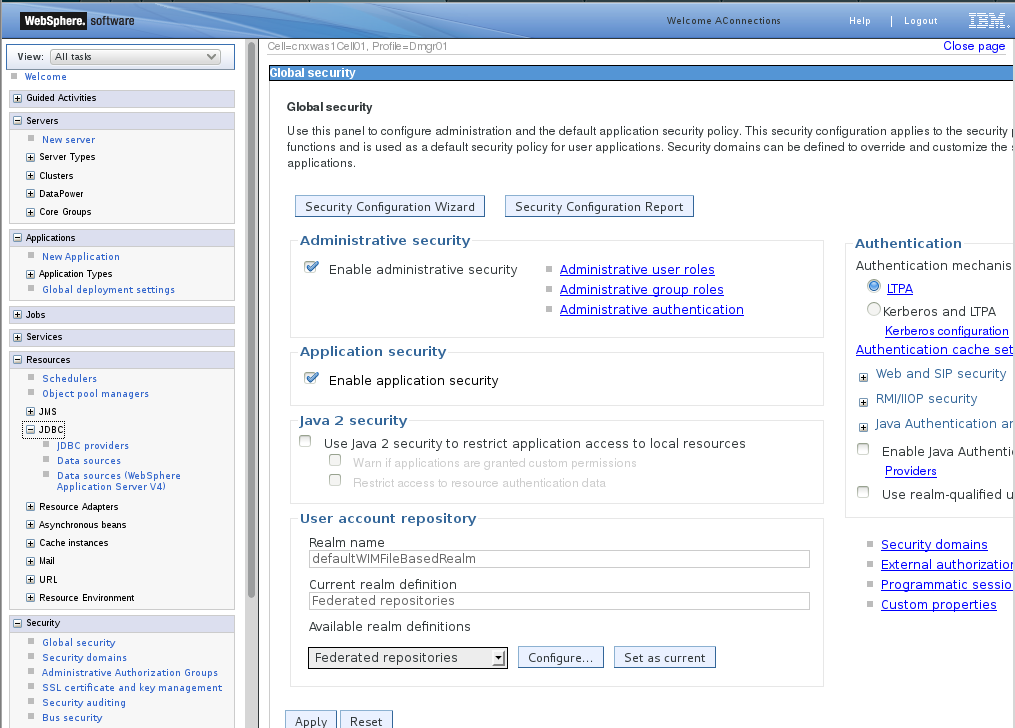 WebSphere. software
Welcome AConnections
Help | Logout
IBM.
View: All tasks
Cell=cnxwas1Cell01, Profile=Dmgr01
Close page
Welcome
Guided Activities
Servers
New server
Server Types
Clusters
DataPower
Core Groups
Applications
New Application
Application Types
Global deployment settings
Jobs
Services
Resources
Schedulers
Object pool managers
JMS
JDBC
JDBC providers
Data sources
Data sources (WebSphere
Application Server V4)
Resource Adapters
Asynchronous beans
Cache instances
Mail
URL
Resource Environment
Security
Global security
Security domains
Administrative Authorization Groups
SSL certificate and key management
Security auditing
Bus security
Global security
Global security
Use this panel to configure administration and the default application security policy. This security configuration applies to the security
functions and is used as a default security policy for user applications. Security domains can be defined to override and customize the
applications.
Security Configuration Wizard
Security Configuration Report
Administrative security
Enable administrative security
Administrative user roles
Administrative group roles
Administrative authentication
Application security
Enable application security
Java 2 security
Use Java 2 security to restrict application access to local resources
Warn if applications are granted custom permissions
Restrict access to resource authentication data
User account repository
Realm name
defaultWIMFileBasedRealm
Current realm definition
Federated repositories
Available realm definitions
Federated repositories
Configure...
Set as current
Apply
Reset
Authentication
Authentication mechanis
LTPA
Kerberos and LTPA
Kerberos configuration
Authentication cache set
Web and SIP security
RMI/IIOP security
Java Authentication ar
Enable Java Authenti
Providers
Use realm-qualified u
Security domains
External authorization
Programmatic sessio
Custom properties